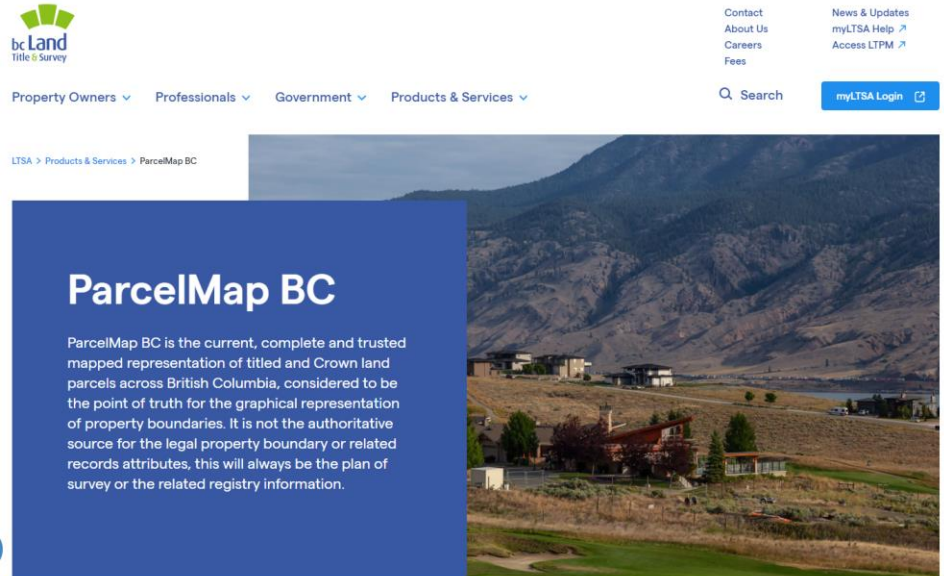 bc Land
Title & Survey
Contact
About Us
Careers
Fees
News & Updates
myLTSA Help
Access LTPM
Property Owners
Professionals
Government
Products & Services
Search
myLTSA Login
LTSA > Products & Services > ParcelMap BC
ParcelMap BC
ParcelMap BC is the current, complete and trusted
mapped representation of titled and Crown land
parcels across British Columbia, considered to be
the point of truth for the graphical representation
of property boundaries. It is not the authoritative
source for the legal property boundary or related
records attributes, this will always be the plan of
survey or the related registry information.